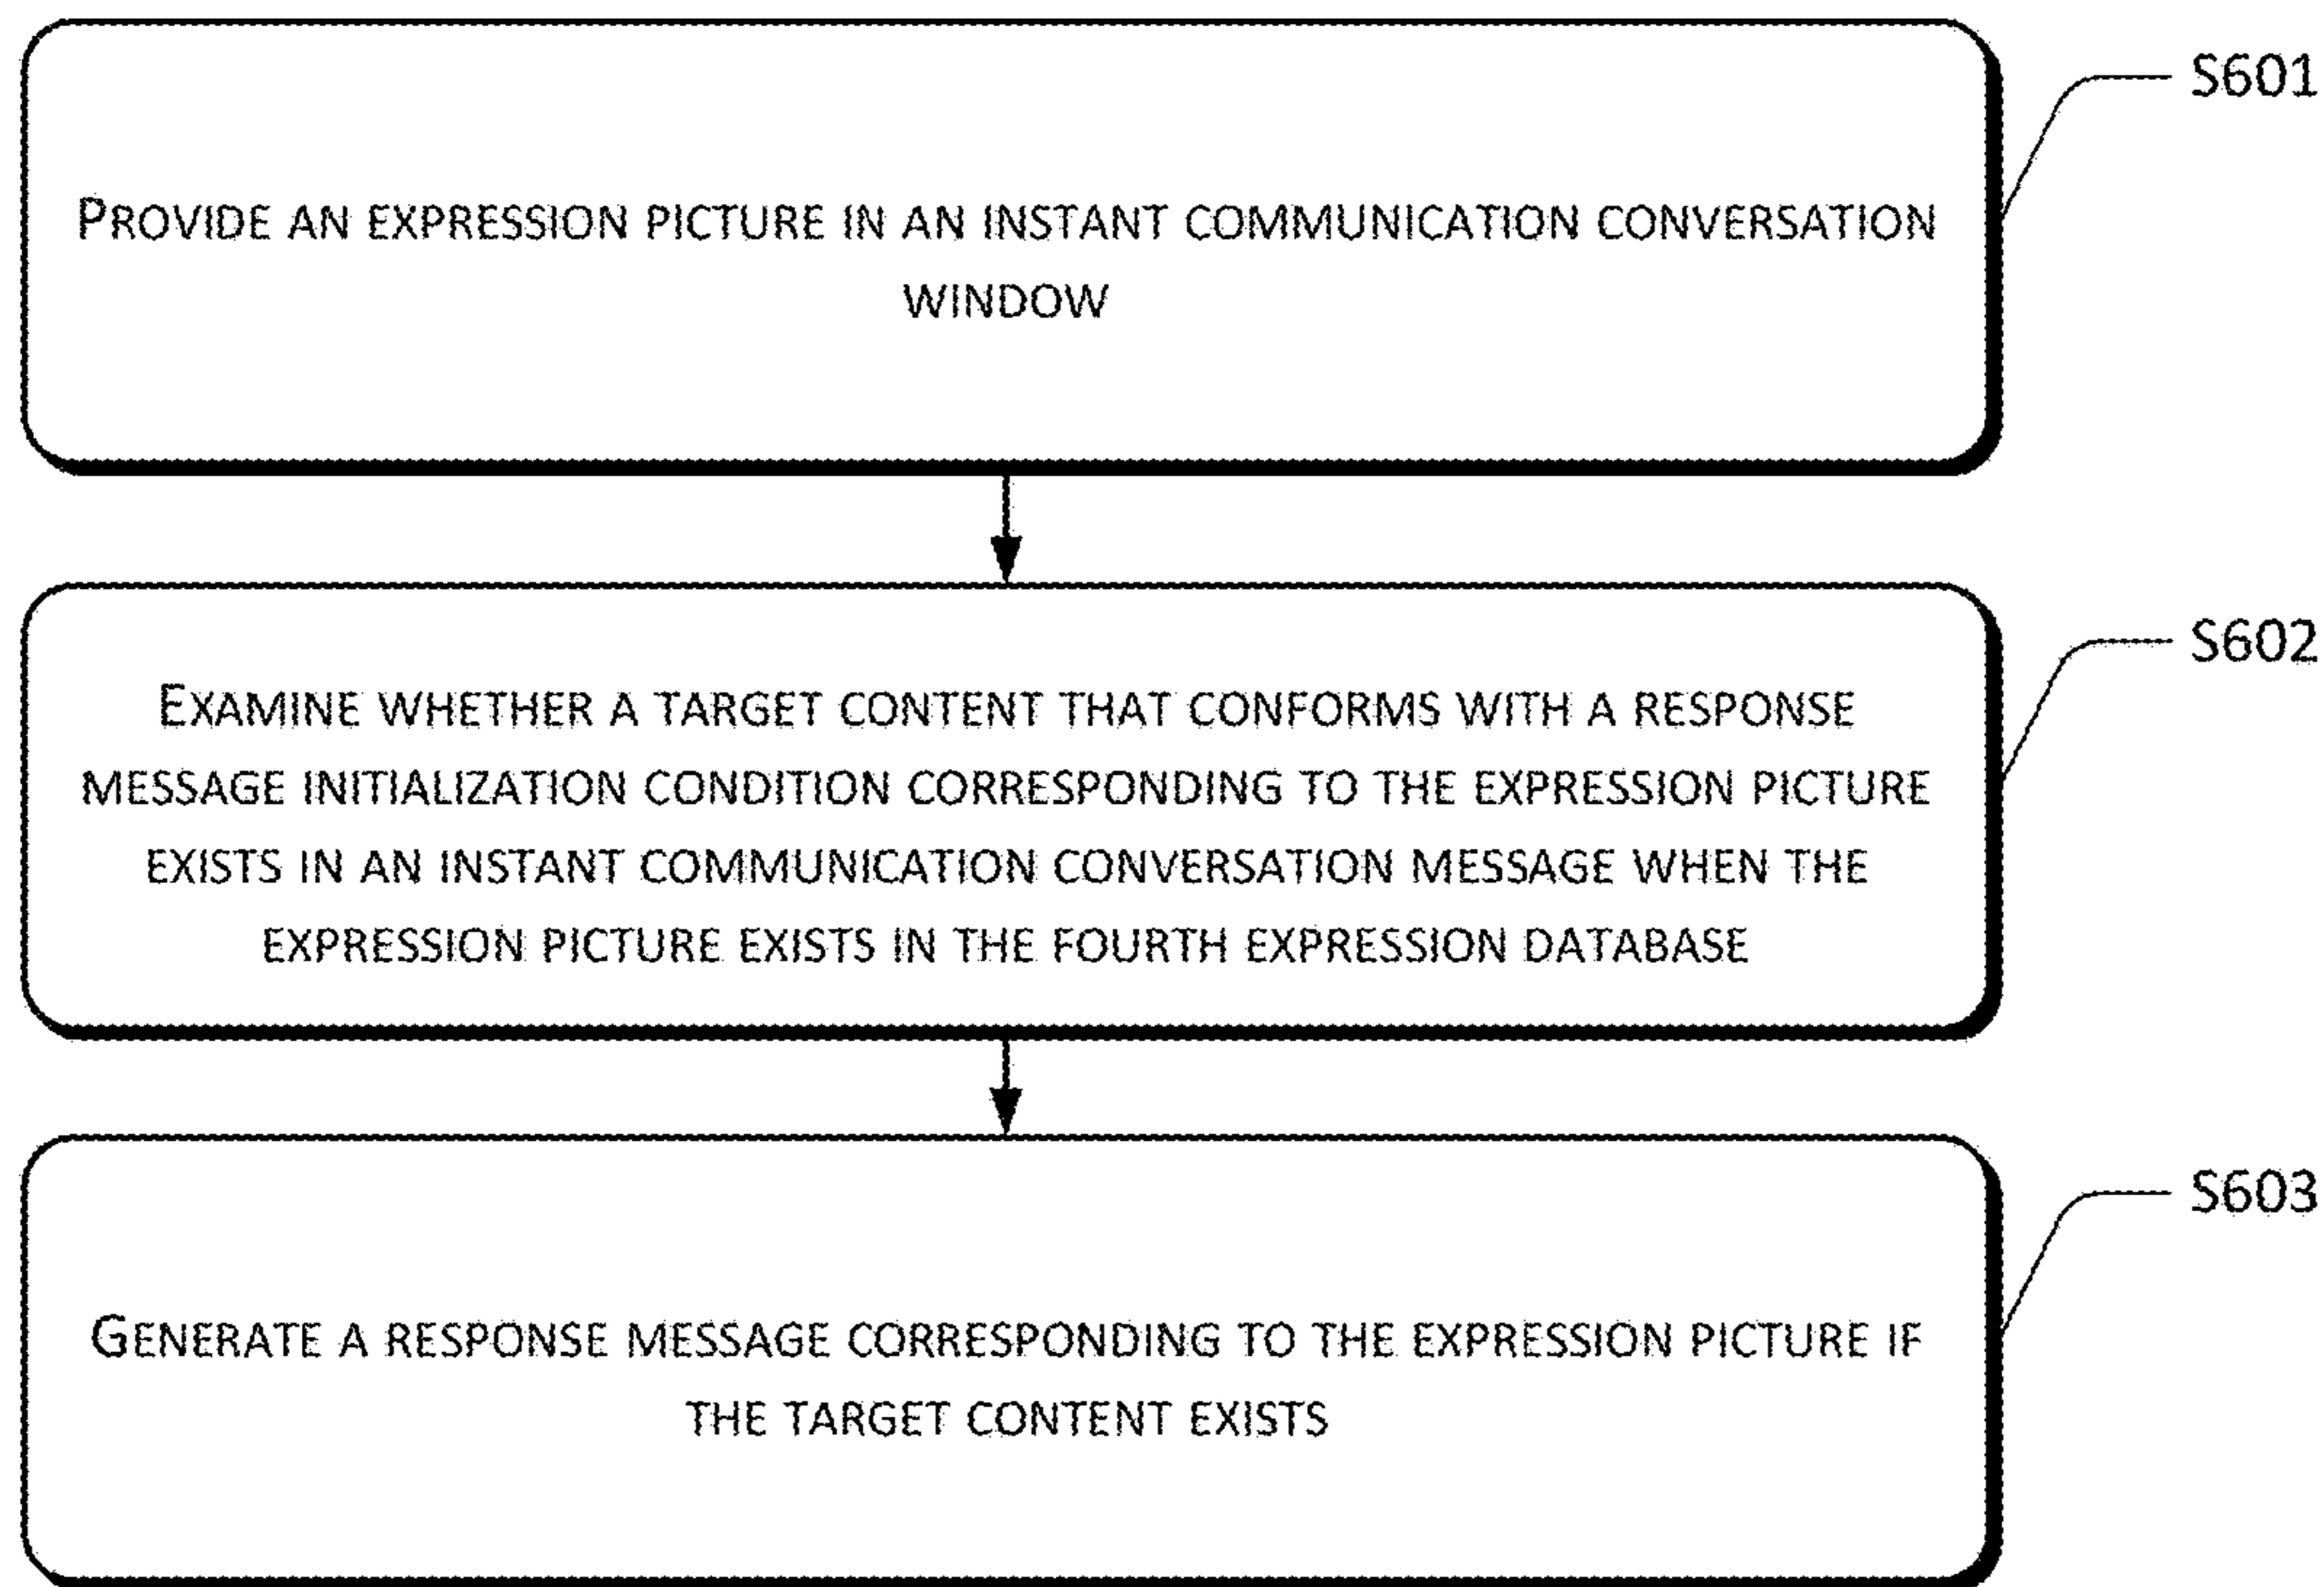 PROVIDE AN EXPRESSION PICTURE IN AN INSTANT COMMUNICATION CONVERSATION
WINDOW
S601
EXAMINE WHETHER A TARGET CONTENT THAT CONFORMS WITH A RESPONSE
MESSAGE INITIALIZATION CONDITION CORRESPONDING TO THE EXPRESSION PICTURE
EXISTS IN AN INSTANT COMMUNICATION CONVERSATION MESSAGE WHEN THE
EXPRESSION PICTURE EXISTS IN THE FOURTH EXPRESSION DATABASE
S602
GENERATE A RESPONSE MESSAGE CORRESPONDING TO THE EXPRESSION PICTURE IF
THE TARGET CONTENT EXISTS
S603